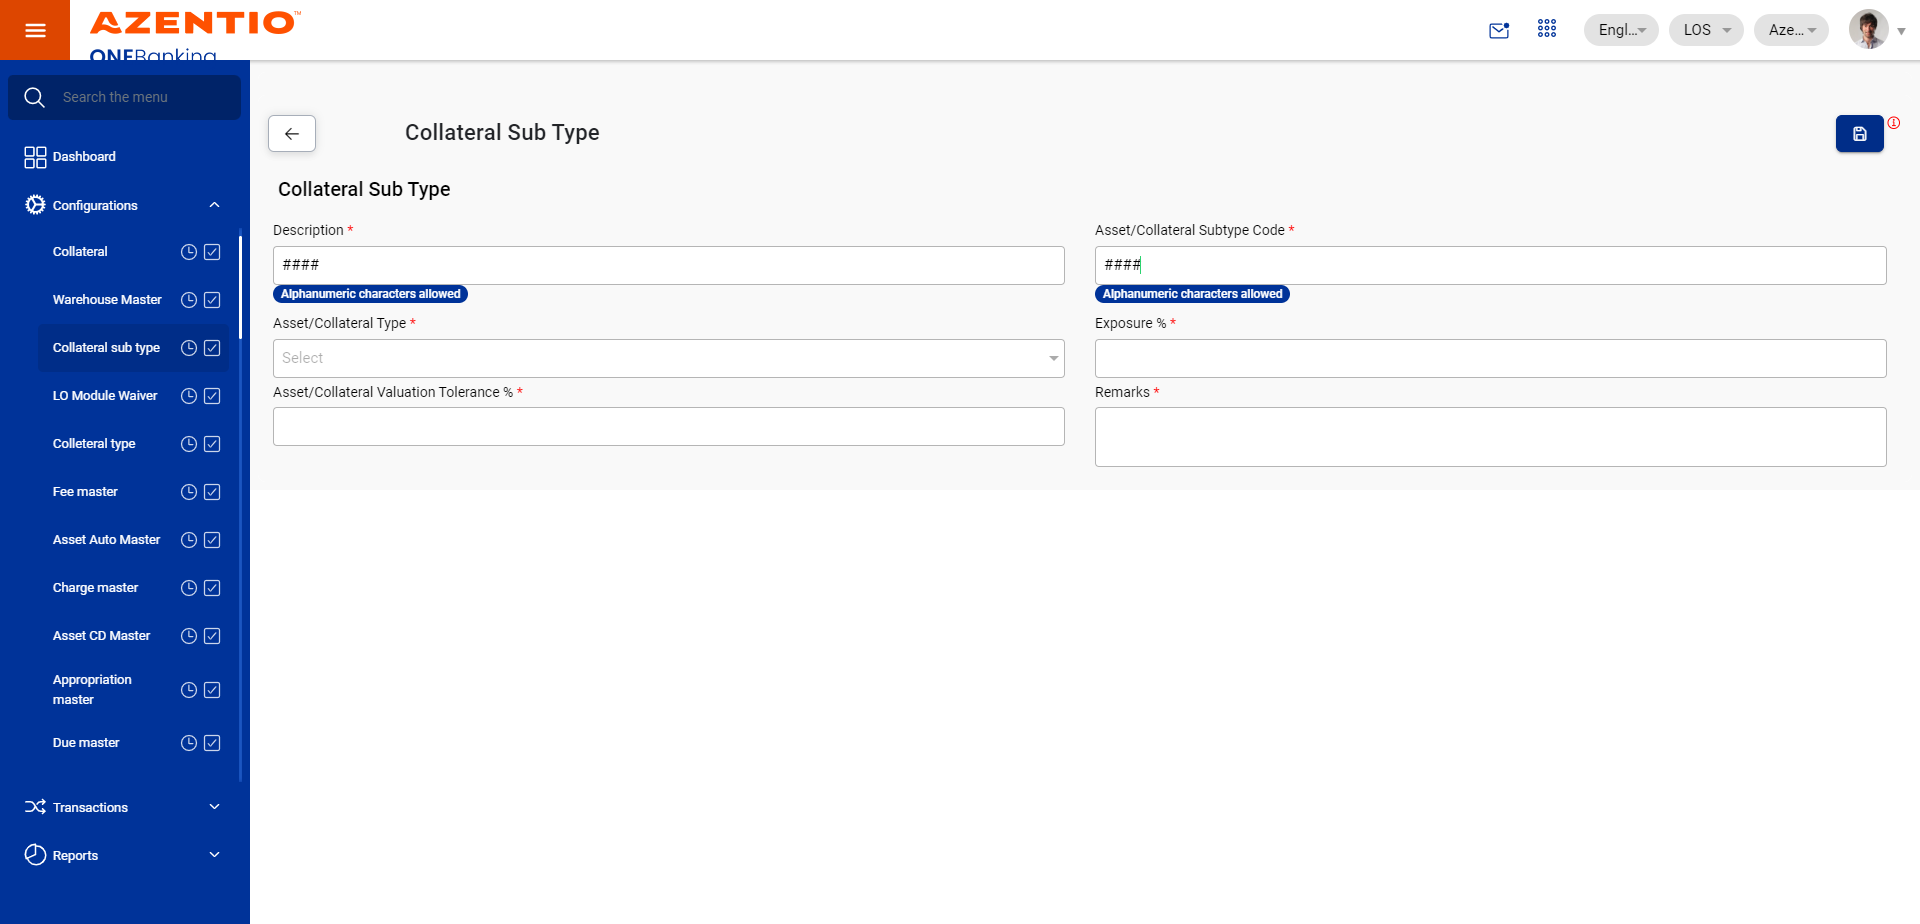 AZENTIO™
ONEBanking
Engl...
LOS
Aze...
Search the menu
Dashboard
Configurations
Collateral
Warehouse Master
Collateral sub type
LO Module Waiver
Colleteral type
Fee master
Asset Auto Master
Charge master
Asset CD Master
Appropriation
master
Due master
Transactions
Reports
Collateral Sub Type
Collateral Sub Type
Description *
####
Alphanumeric characters allowed
Asset/Collateral Subtype Code *
####
Alphanumeric characters allowed
Asset/Collateral Type *
Select
Exposure % *
Asset/Collateral Valuation Tolerance % *
Remarks *